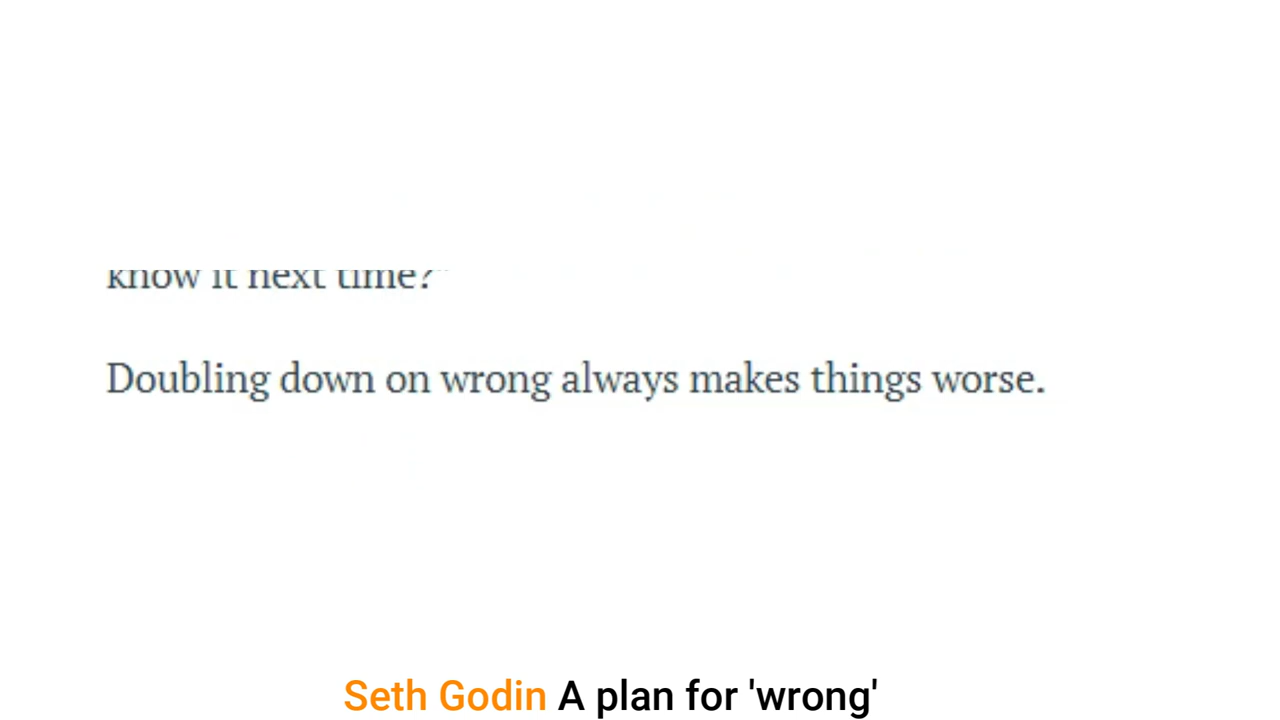 know it next time?"
Doubling down on wrong always makes things worse.
Seth Godin A plan for 'wrong'